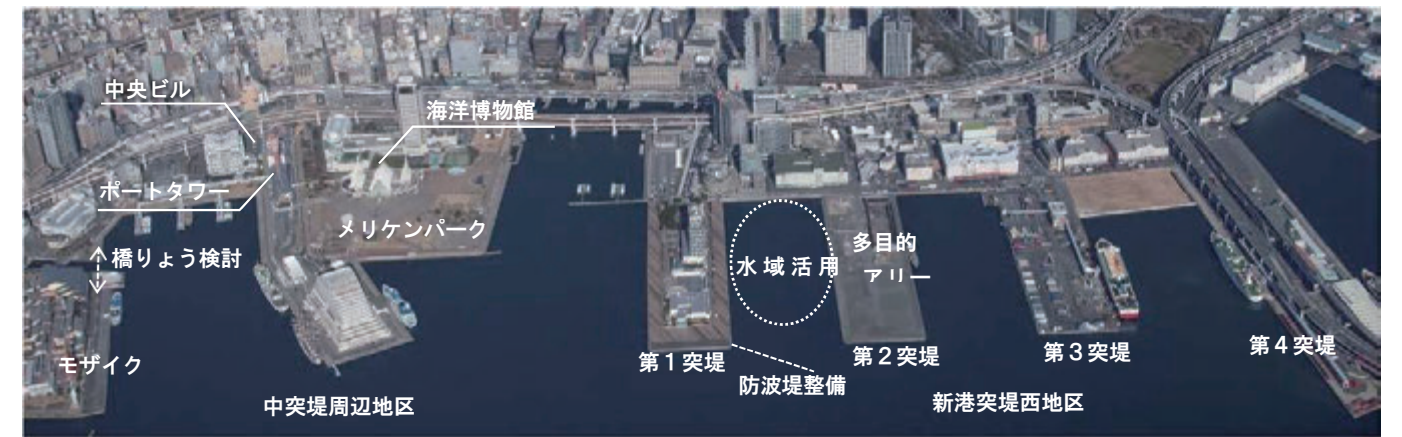 中央ビル
海洋博物館
ポートタワー
メリケンパーク
橋りょう検討
モザイク
中突堤周辺地区
水域活用
多目的
アリー
第1突堤
第2突堤
第3突堤
第4突堤
防波堤整備
新港突堤西地区